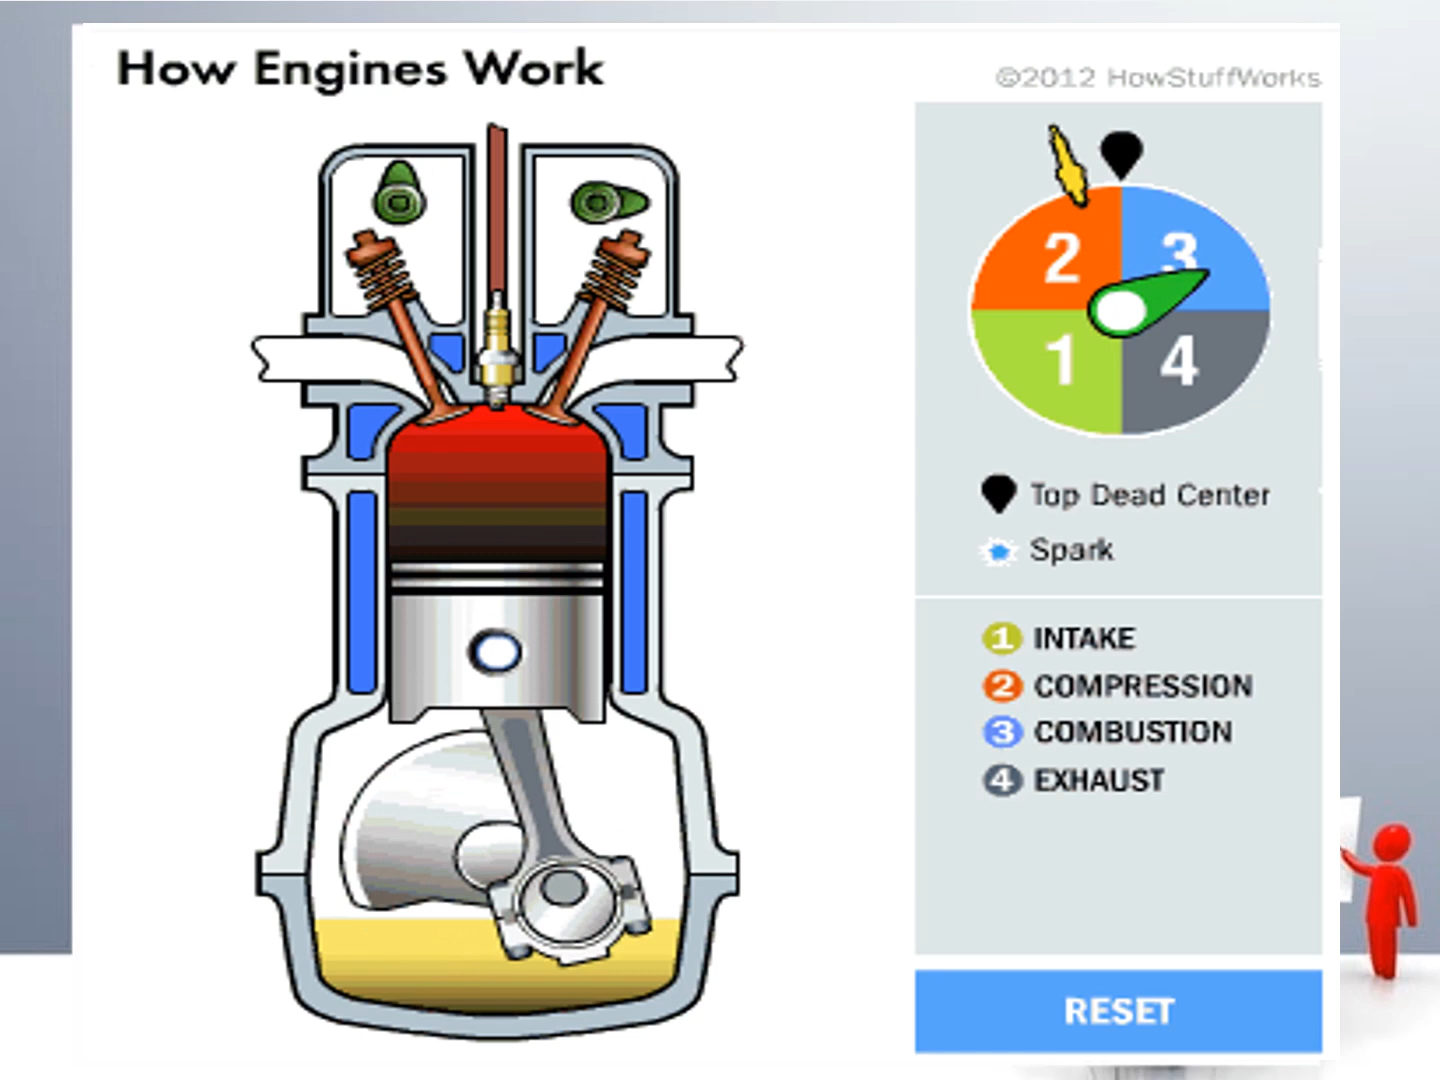 How Engines Work
©2012 HowStuffWorks
2 3
1 4
Top Dead Center
Spark
1 INTAKE
2 COMPRESSION
3 COMBUSTION
4 EXHAUST
RESET